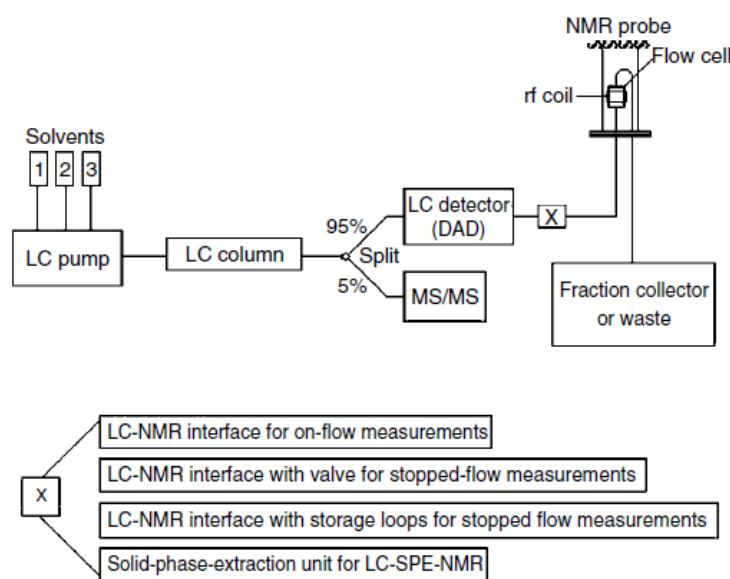 NMR probe
Flow cell
rf coil
Solvents
1 2 3
LC pump
LC column
95%
Split
5%
LC detector
(DAD)
X
MS/MS
Fraction collector
or waste
X
LC-NMR interface for on-flow measurements
LC-NMR interface with valve for stopped-flow measurements
LC-NMR interface with storage loops for stopped flow measurements
Solid-phase-extraction unit for LC-SPE-NMR